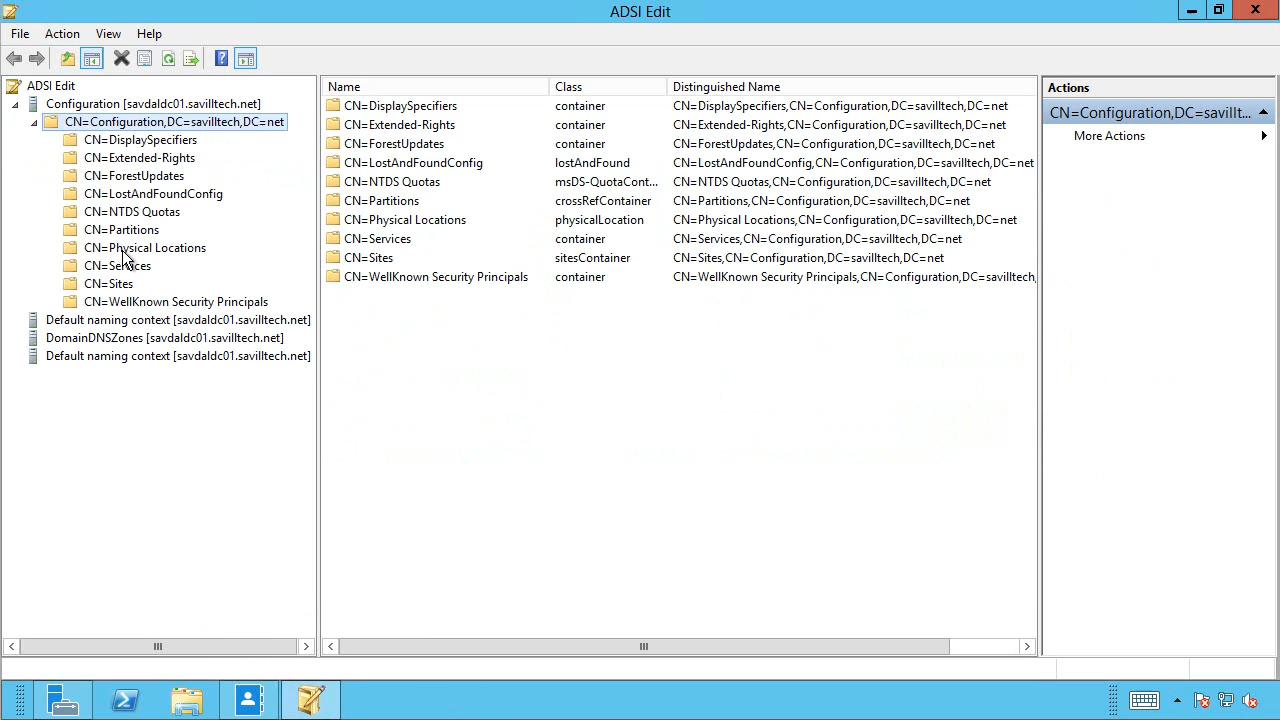 ADSI Edit
File Action View Help
ADSI Edit
Configuration [savdaldc01.savilltech.net]
CN=Configuration,DC=savilltech,DC=net
CN=DisplaySpecifiers
CN=Extended-Rights
CN=ForestUpdates
CN=LostAndFoundConfig
CN=NTDS Quotas
CN=Partitions
CN=Physical Locations
CN=Services
CN=Sites
CN=WellKnown Security Principals
Default naming context [savdaldc01.savilltech.net]
DomainDNSZones [savdaldc01.savilltech.net]
Default naming context [savdaldc01.savilltech.net]
Name Class Distinguished Name
CN=DisplaySpecifiers container CN=DisplaySpecifiers,CN=Configuration,DC=savilltech,DC=net
CN=Extended-Rights container CN=Extended-Rights,CN=Configuration,DC=savilltech,DC=net
CN=ForestUpdates container CN=ForestUpdates,CN=Configuration,DC=savilltech,DC=net
CN=LostAndFoundConfig lostAndFound CN=LostAndFoundConfig,CN=Configuration,DC=savilltech,DC=net
CN=NTDS Quotas msDS-QuotaCont... CN=NTDS Quotas,CN=Configuration,DC=savilltech,DC=net
CN=Partitions crossRefContainer CN=Partitions,CN=Configuration,DC=savilltech,DC=net
CN=Physical Locations physicalLocation CN=Physical Locations,CN=Configuration,DC=savilltech,DC=net
CN=Services container CN=Services,CN=Configuration,DC=savilltech,DC=net
CN=Sites sitesContainer CN=Sites,CN=Configuration,DC=savilltech,DC=net
CN=WellKnown Security Principals container CN=WellKnown Security Principals,CN=Configuration,DC=savilltech,
Actions
CN=Configuration,DC=savillt...
More Actions